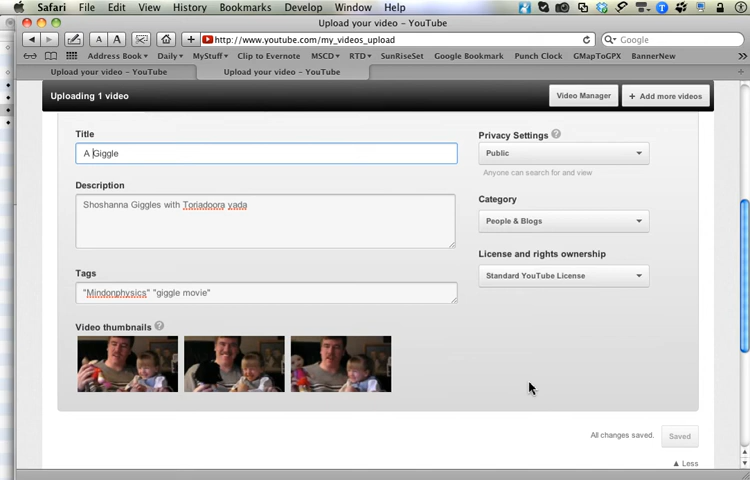 Safari File Edit View History Bookmarks Develop Window Help
Upload your video – YouTube
A A
http://www.youtube.com/my_videos_upload
Google
Address Book Daily MyStuff Clip to Evernote MSCD RTD SunRiseSet Google Bookmark Punch Clock GMapToGPX BannerNew
Upload your video – YouTube Upload your video – YouTube
Uploading 1 video Video Manager + Add more videos
Title
A Giggle
Description
Shoshanna Giggles with Toriadoora yada
Tags
"Mindonphysics" "giggle movie"
Video thumbnails ?
Privacy Settings ?
Public
Anyone can search for and view
Category
People & Blogs
License and rights ownership
Standard YouTube License
All changes saved. Saved
▲ Less